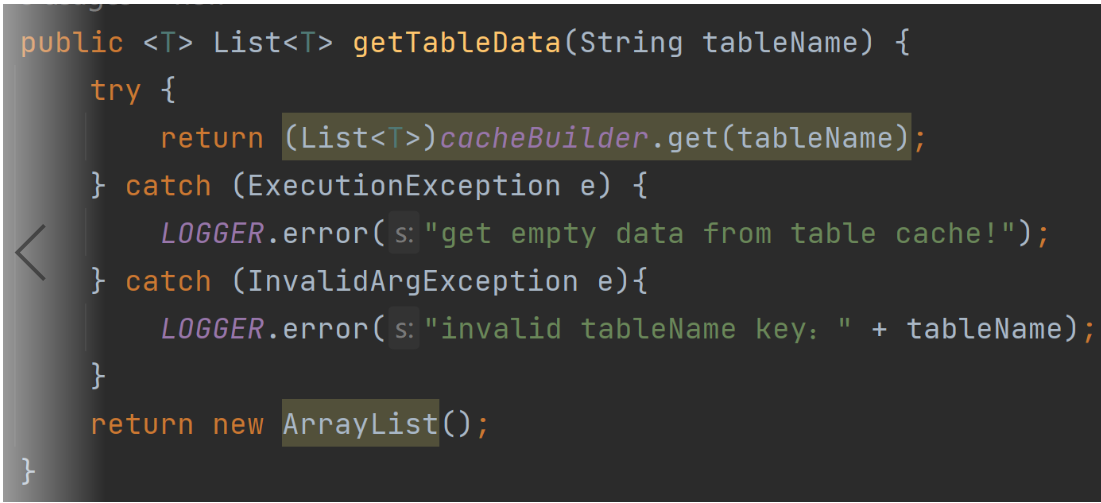 public <T> List<T> getTableData(String tableName) {
try {
return (List<T>)cacheBuilder.get(tableName);
} catch (ExecutionException e) {
LOGGER.error( s: "get empty data from table cache!");
} catch (InvalidArgException e){
LOGGER.error( s: "invalid tableName key：" + tableName);
}
return new ArrayList();
}